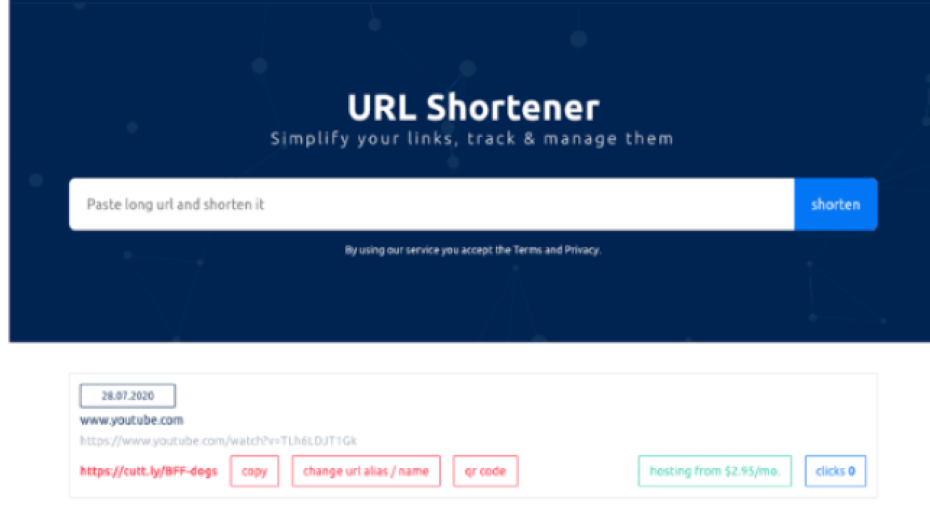 URL Shortener
Simplify your links, track & manage them
Paste long url and shorten it
shorten
By using our service you accept the Terms and Privacy.
28.07.2020
www.youtube.com
https://www.youtube.com/watch?v=TLh6LDJT1Gk
https://cutt.ly/BFF-dogs copy change url alias / name qr code hosting from $2.95/mo. clicks 0